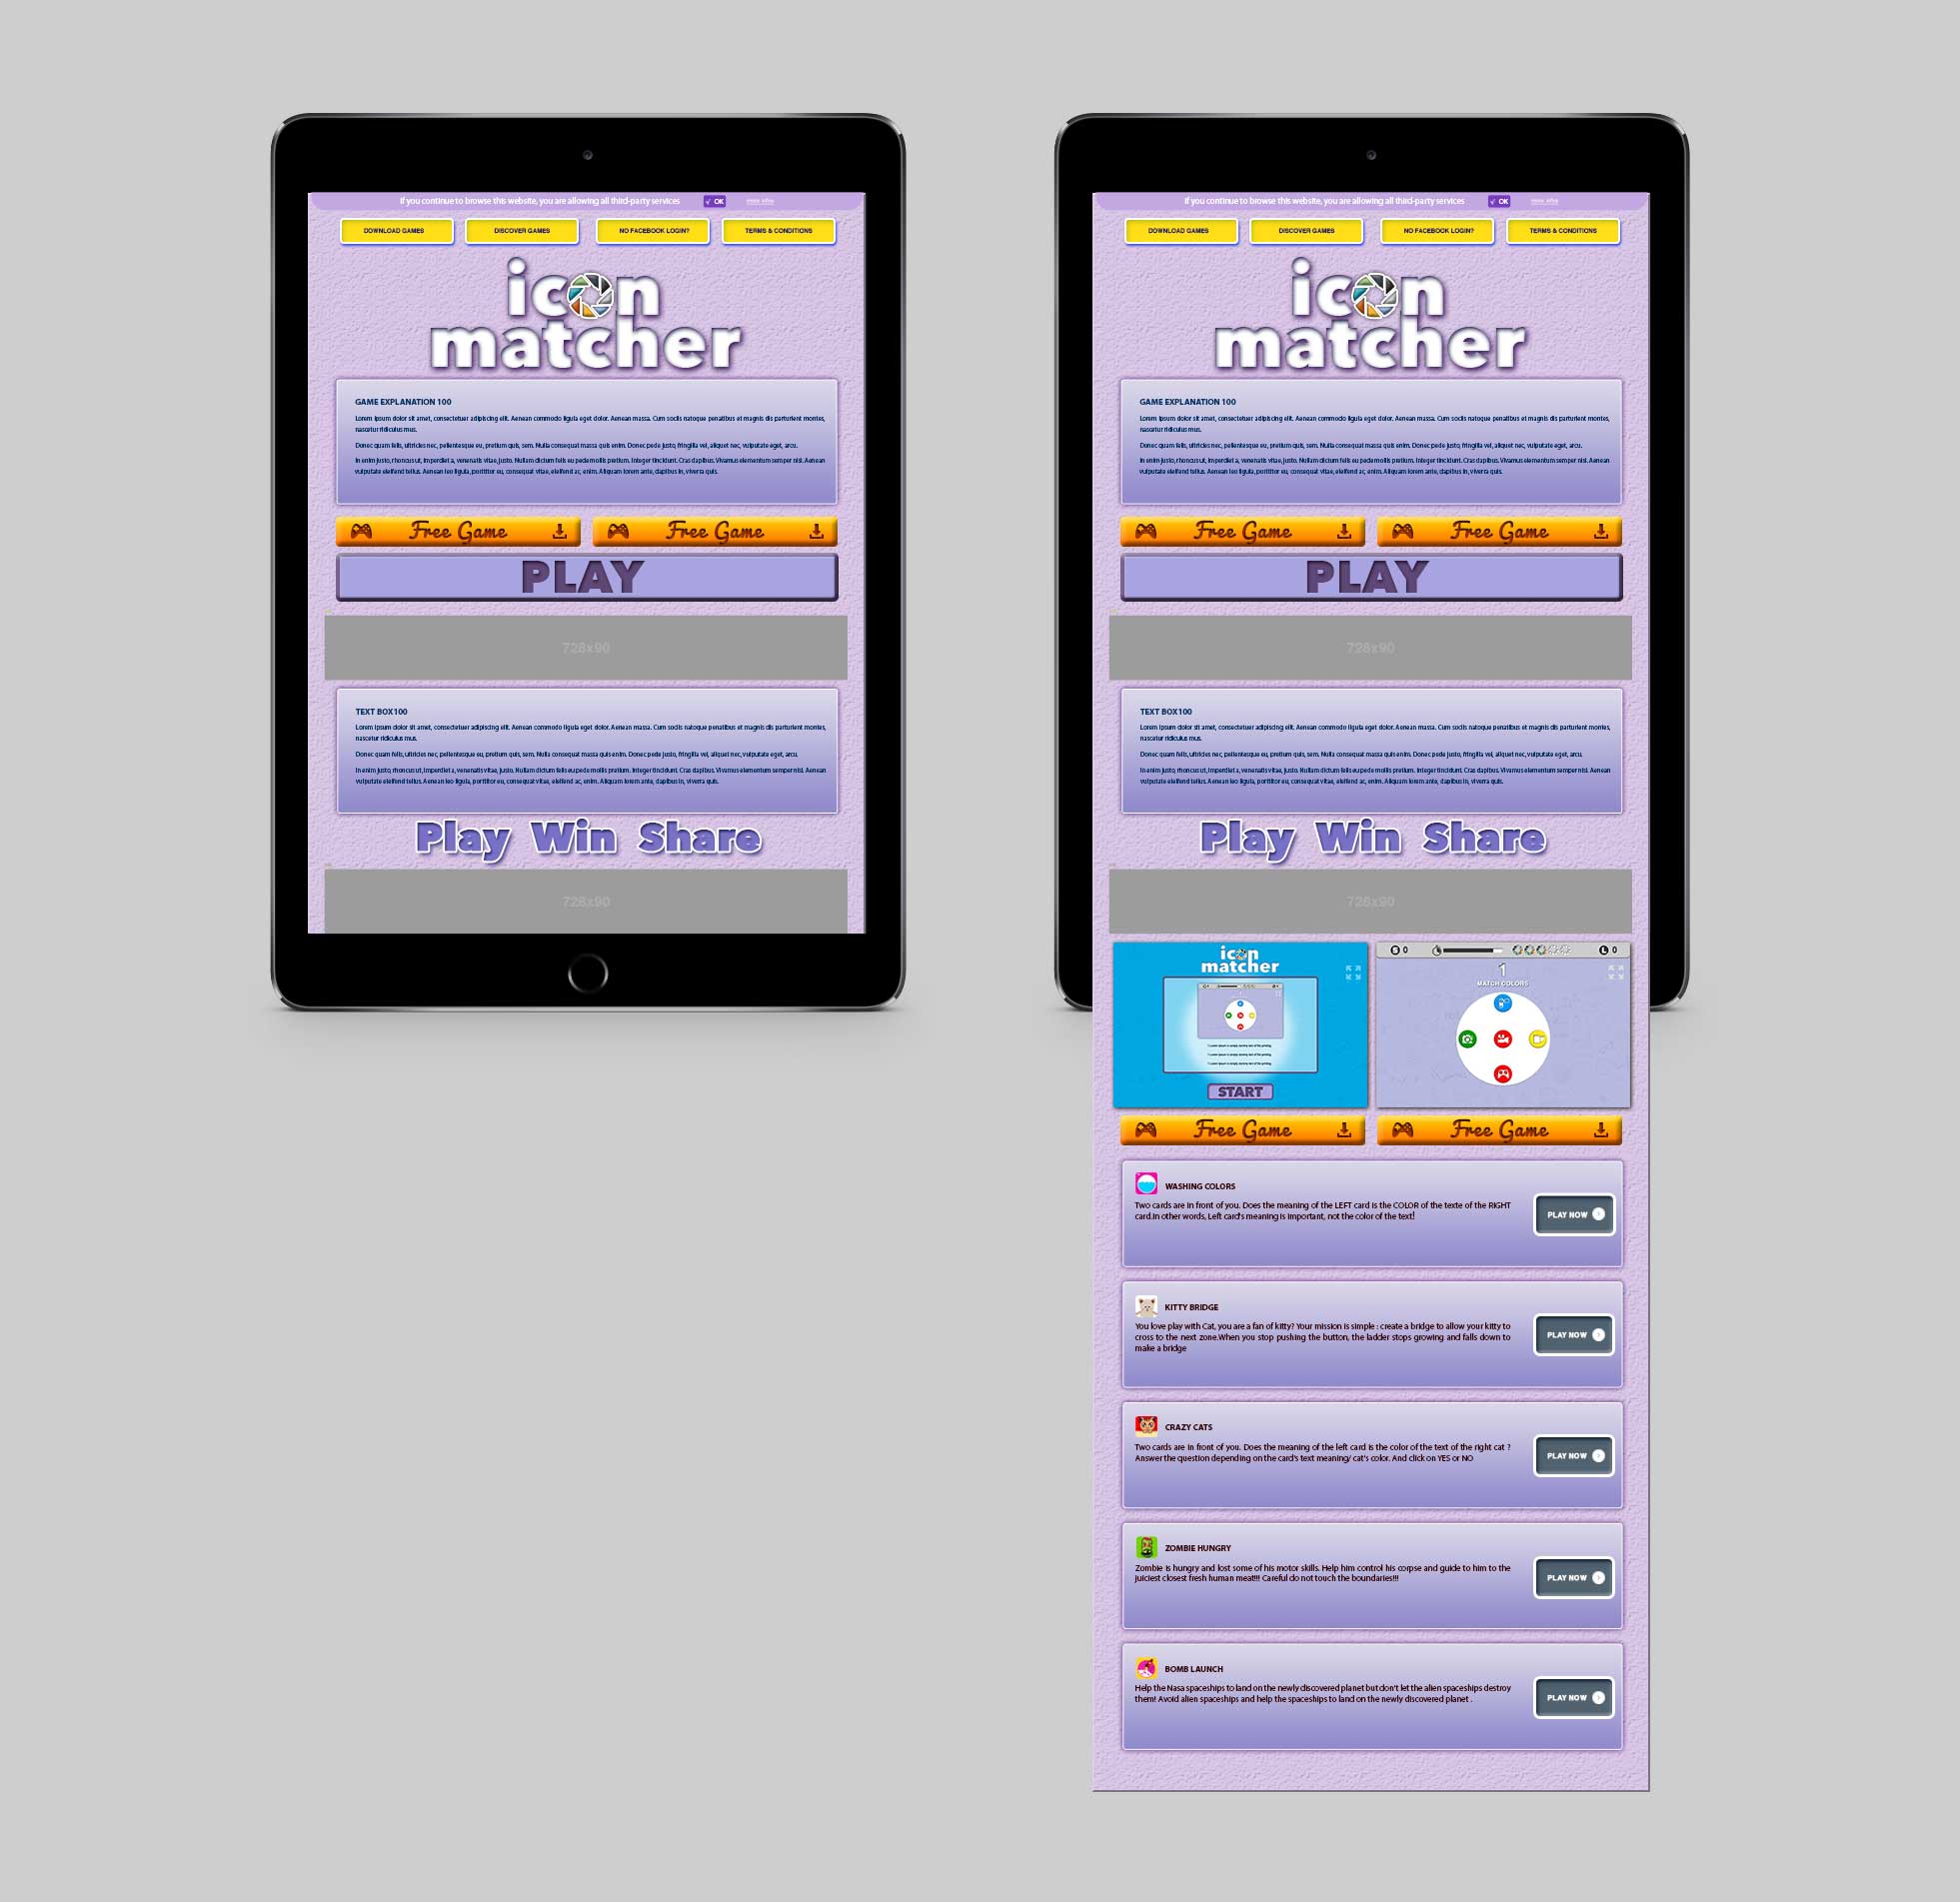 If you continue to browse this website, you are allowing all third-party services
OK
more infos
DOWNLOAD GAMES
DISCOVER GAMES
NO FACEBOOK LOGIN?
TERMS & CONDITIONS
icon
matcher
GAME EXPLANATION 100
Lorem ipsum dolor sit amet, consectetuer adipiscing elit. Aenean commodo ligula eget dolor. Aenean massa. Cum sociis natoque penatibus et magnis dis parturient montes,
nascetur ridiculus mus.
Donec quam felis, ultricies nec, pellentesque eu, pretium quis, sem. Nulla consequat massa quis enim. Donec pede justo, fringilla vel, aliquet nec, vulputate eget, arcu.
In enim justo, rhoncus ut, imperdiet a, venenatis vitae, justo. Nullam dictum felis eu pede mollis pretium. Integer tincidunt. Cras dapibus. Vivamus elementum semper nisi. Aenean
vulputate eleifend tellus. Aenean leo ligula, porttitor eu, consequat vitae, eleifend ac, enim. Aliquam lorem ante, dapibus in, viverra quis.
Free Game
Free Game
PLAY
728x90
TEXT BOX100
Lorem ipsum dolor sit amet, consectetuer adipiscing elit. Aenean commodo ligula eget dolor. Aenean massa. Cum sociis natoque penatibus et magnis dis parturient montes,
nascetur ridiculus mus.
Donec quam felis, ultricies nec, pellentesque eu, pretium quis, sem. Nulla consequat massa quis enim. Donec pede justo, fringilla vel, aliquet nec, vulputate eget, arcu.
In enim justo, rhoncus ut, imperdiet a, venenatis vitae, justo. Nullam dictum felis eu pede mollis pretium. Integer tincidunt. Cras dapibus. Vivamus elementum semper nisi. Aenean
vulputate eleifend tellus. Aenean leo ligula, porttitor eu, consequat vitae, eleifend ac, enim. Aliquam lorem ante, dapibus in, viverra quis.
Play Win Share
728x90
If you continue to browse this website, you are allowing all third-party services
OK
more infos
DOWNLOAD GAMES
DISCOVER GAMES
NO FACEBOOK LOGIN?
TERMS & CONDITIONS
icon
matcher
GAME EXPLANATION 100
Lorem ipsum dolor sit amet, consectetuer adipiscing elit. Aenean commodo ligula eget dolor. Aenean massa. Cum sociis natoque penatibus et magnis dis parturient montes,
nascetur ridiculus mus.
Donec quam felis, ultricies nec, pellentesque eu, pretium quis, sem. Nulla consequat massa quis enim. Donec pede justo, fringilla vel, aliquet nec, vulputate eget, arcu.
In enim justo, rhoncus ut, imperdiet a, venenatis vitae, justo. Nullam dictum felis eu pede mollis pretium. Integer tincidunt. Cras dapibus. Vivamus elementum semper nisi. Aenean
vulputate eleifend tellus. Aenean leo ligula, porttitor eu, consequat vitae, eleifend ac, enim. Aliquam lorem ante, dapibus in, viverra quis.
Free Game
Free Game
PLAY
728x90
TEXT BOX100
Lorem ipsum dolor sit amet, consectetuer adipiscing elit. Aenean commodo ligula eget dolor. Aenean massa. Cum sociis natoque penatibus et magnis dis parturient montes,
nascetur ridiculus mus.
Donec quam felis, ultricies nec, pellentesque eu, pretium quis, sem. Nulla consequat massa quis enim. Donec pede justo, fringilla vel, aliquet nec, vulputate eget, arcu.
In enim justo, rhoncus ut, imperdiet a, venenatis vitae, justo. Nullam dictum felis eu pede mollis pretium. Integer tincidunt. Cras dapibus. Vivamus elementum semper nisi. Aenean
vulputate eleifend tellus. Aenean leo ligula, porttitor eu, consequat vitae, eleifend ac, enim. Aliquam lorem ante, dapibus in, viverra quis.
Play Win Share
728x90
icon
matcher
START
0
L 0
1
MATCH COLORS
Free Game
Free Game
WASHING COLORS
Two cards are in front of you. Does the meaning of the LEFT card is the COLOR of the texte of the RIGHT
card.In other words, Left card's meaning is important, not the color of the text!
PLAY NOW
KITTY BRIDGE
You love play with Cat, you are a fan of kitty? Your mission is simple : create a bridge to allow your kitty to
cross to the next zone.When you stop pushing the button, the ladder stops growing and falls down to
make a bridge
PLAY NOW
CRAZY CATS
Two cards are in front of you. Does the meaning of the left card is the color of the text of the right cat ?
Answer the question depending on the card's text meaning/ cat's color. And click on YES or NO
PLAY NOW
ZOMBIE HUNGRY
Zombie is hungry and lost some of his motor skills. Help him control his corpse and guide to him to the
juiciest closest fresh human meat!!! Careful do not touch the boundaries!!!
PLAY NOW
BOMB LAUNCH
Help the Nasa spaceships to land on the newly discovered planet but don't let the alien spaceships destroy
them! Avoid alien spaceships and help the spaceships to land on the newly discovered planet .
PLAY NOW